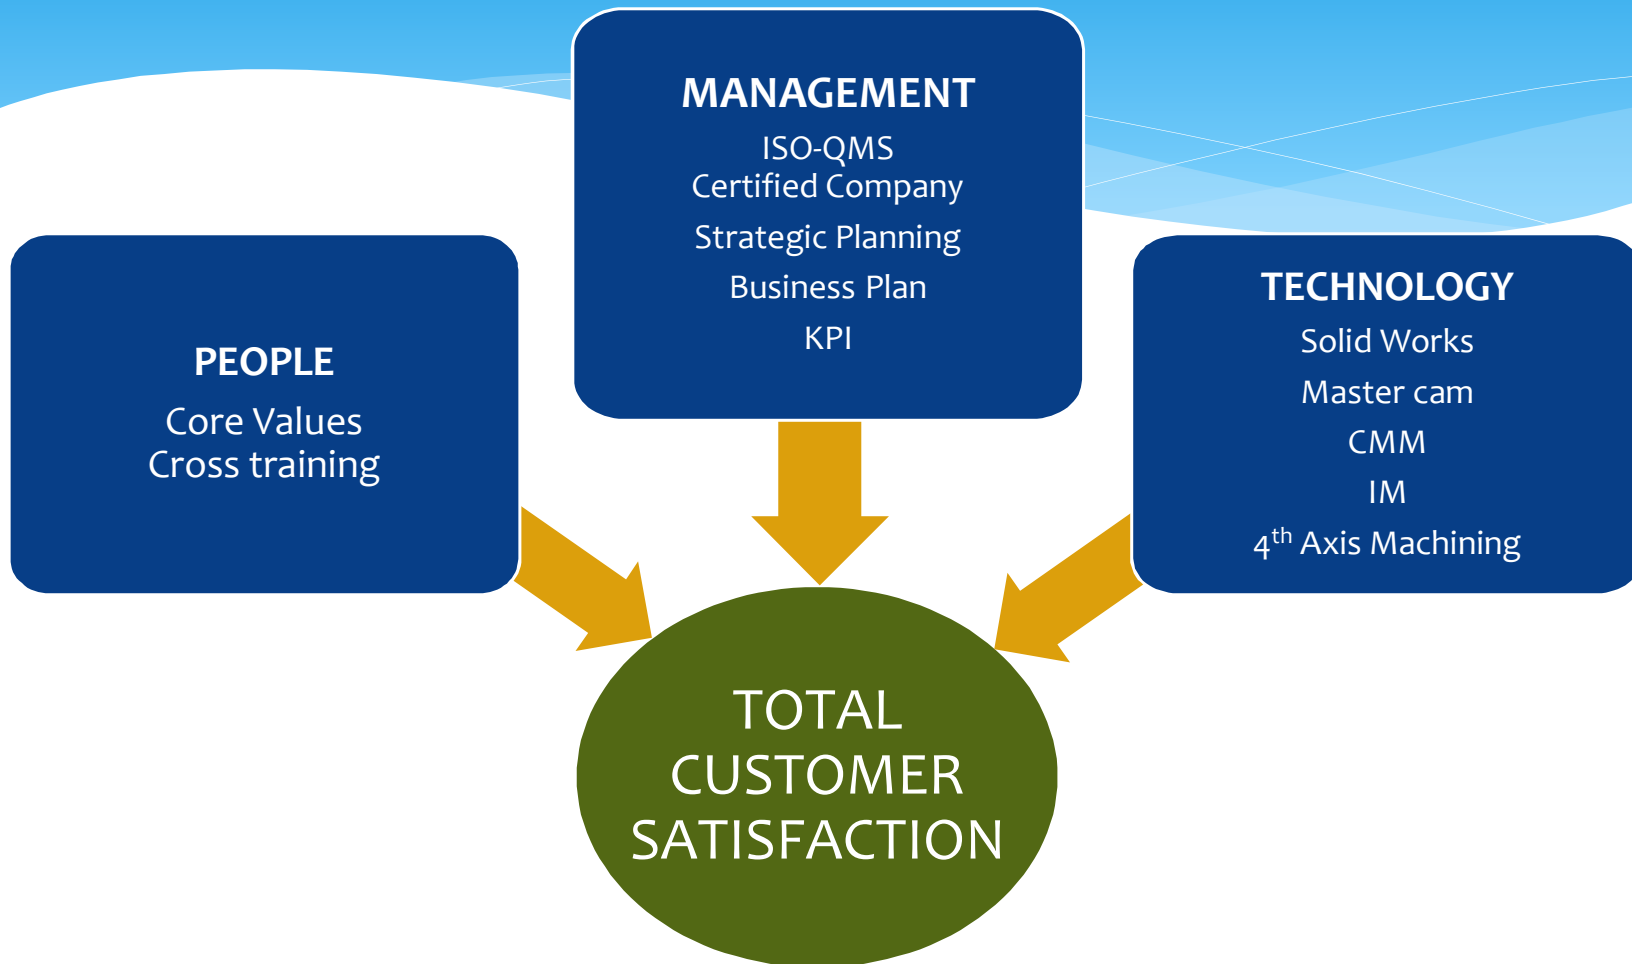 MANAGEMENT
ISO-QMS
Certified Company
Strategic Planning
Business Plan
KPI
PEOPLE
Core Values
Cross training
TECHNOLOGY
Solid Works
Master cam
CMM
IM
4th Axis Machining
TOTAL
CUSTOMER
SATISFACTION